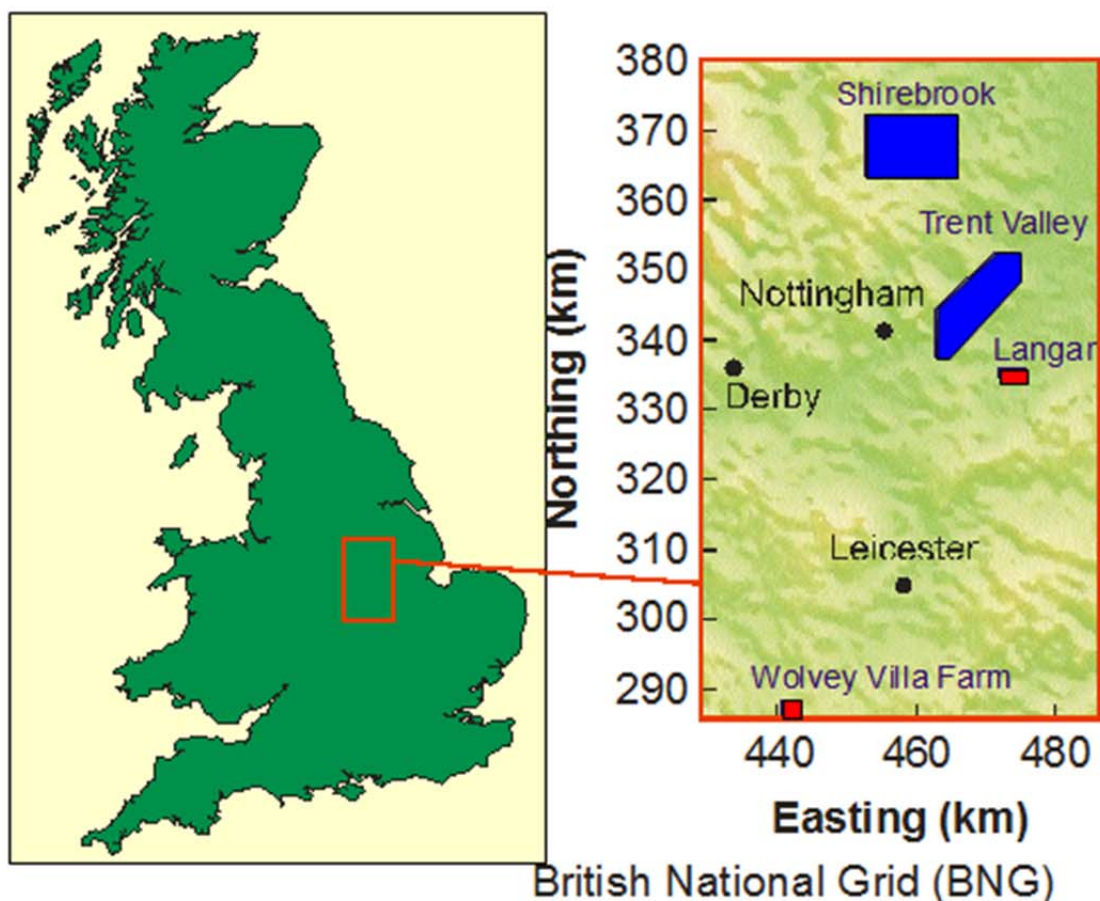 380
Shirebrook
370
360
Trent Valley
350
Nottingham
340
Langar
Derby
330
320
310
Leicester
300
Wolvey Villa Farm
290
440 460 480
Northing (km)
Easting (km)
British National Grid (BNG)